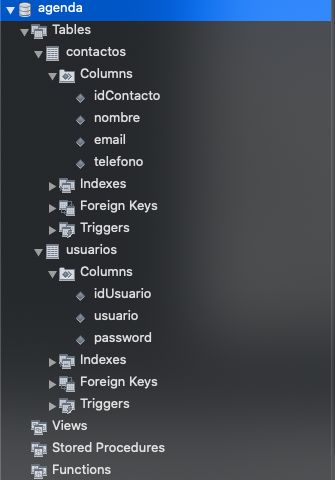 agenda
Tables
contactos
Columns
idContacto
nombre
email
telefono
Indexes
Foreign Keys
Triggers
usuarios
Columns
idUsuario
usuario
password
Indexes
Foreign Keys
Triggers
Views
Stored Procedures
Functions